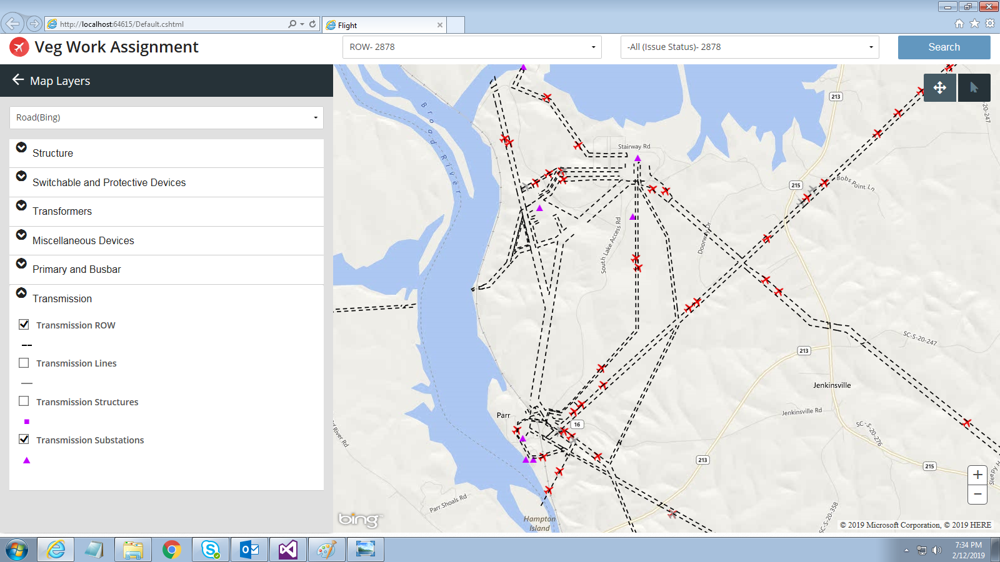 http://localhost:64615/Default.cshtml
Flight
Veg Work Assignment
ROW- 2878
-All (Issue Status)- 2878
Search
Map Layers
Road(Bing)
Structure
Switchable and Protective Devices
Transformers
Miscellaneous Devices
Primary and Busbar
Transmission
Transmission ROW
Transmission Lines
Transmission Structures
Transmission Substations
Broad River
213
S-20-247
Stairway Rd
215
Bobs Point Ln
South Lake Access Rd
Doorway Dr
SC-S-20-247
213
Jenkinsville
Parr
Jenkinsville Rd
16
SC-S-20-276
d River Rd
213
215
Sleepy H
Parr Shoals Rd
SC-S-20-358
bing
Hampton
Island
© 2019 Microsoft Corporation, © 2019 HERE
7:34 PM
2/12/2019